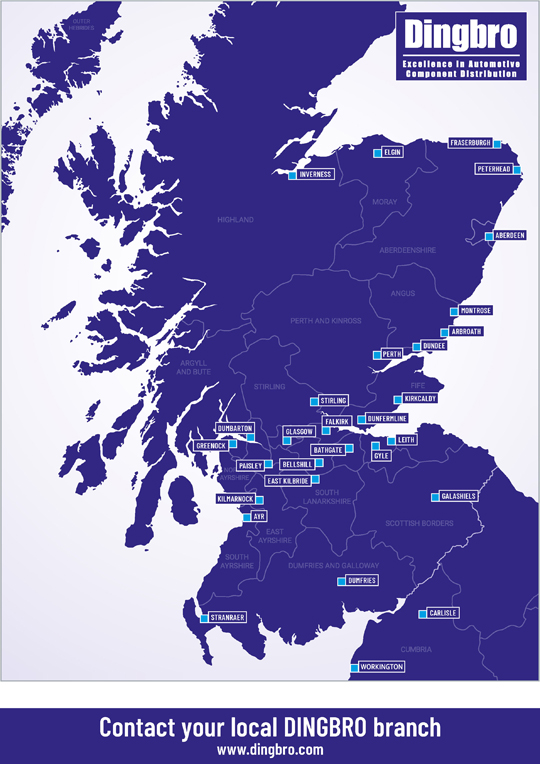 OUTER
HEBRIDES
Dingbro
Excellence in Automotive
Component Distribution
FRASERBURGH
ELGIN
PETERHEAD
INVERNESS
MORAY
HIGHLAND
ABERDEEN
ABERDEENSHIRE
ANGUS
MONTROSE
PERTH AND KINROSS
ARBROATH
DUNDEE
PERTH
ARGYLL
AND BUTE
STIRLING
FIFE
KIRKCALDY
STIRLING
DUNFERMLINE
FALKIRK
DUMBARTON
GLASGOW
LEITH
GREENOCK
BATHGATE
GYLE
PAISLEY
BELLSHILL
NORTH
AYRSHIRE
EAST KILBRIDE
SOUTH
LANARKSHIRE
KILMARNOCK
GALASHIELS
AYR
SCOTTISH BORDERS
EAST
AYRSHIRE
SOUTH
AYRSHIRE
DUMFRIES AND GALLOWAY
DUMFRIES
STRANRAER
CARLISLE
CUMBRIA
WORKINGTON
Contact your local DINGBRO branch
www.dingbro.com